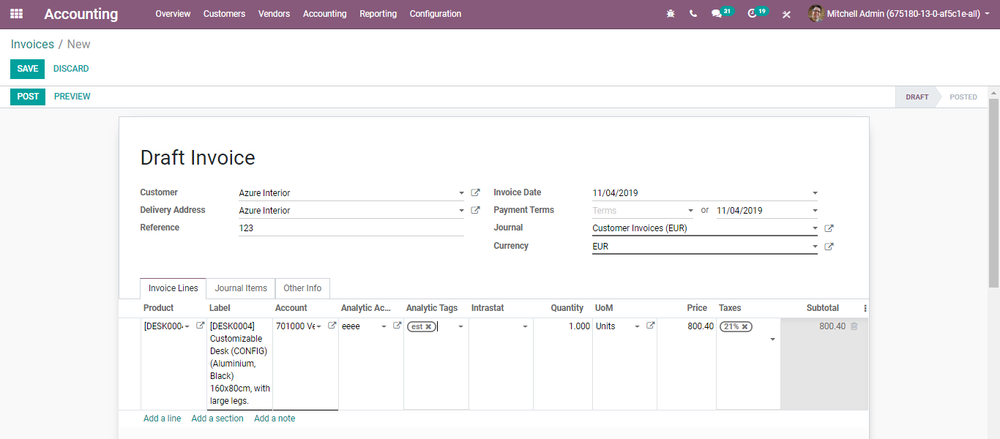 Accounting Overview Customers Vendors Accounting Reporting Configuration 31 19 Mitchell Admin (675180-13-0-af5c1e-all)
Invoices / New
SAVE DISCARD
POST PREVIEW DRAFT POSTED
Draft Invoice
Customer Azure Interior Invoice Date 11/04/2019
Delivery Address Azure Interior Payment Terms Terms or 11/04/2019
Reference 123 Journal Customer Invoices (EUR)
Currency EUR
Invoice Lines Journal Items Other Info
Product Label Account Analytic Ac... Analytic Tags Intrastat Quantity UoM Price Taxes Subtotal
[DESK000 [DESK0004] 701000 Ve eeee est 1.000 Units 800.40 21% 800.40
Customizable
Desk (CONFIG)
(Aluminium,
Black)
160x80cm, with
large legs.
Add a line Add a section Add a note